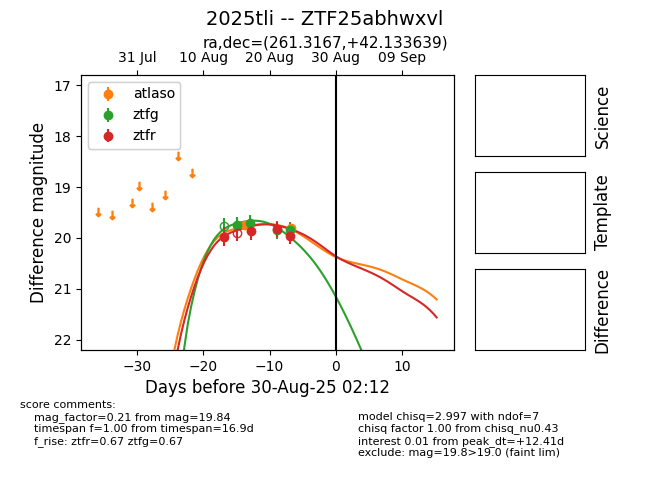 2025tli -- ZTF25abhwxvl
ra,dec=(261.3167,+42.133639)
31 Jul 10 Aug 20 Aug 30 Aug 09 Sep
atlaso
ztfg
ztfr
17
18
19
20
21
22
Difference magnitude
−30 −20 −10 0 10
Days before 30-Aug-25 02:12
Science
Template
Difference
score comments:
mag_factor=0.21 from mag=19.84
timespan f=1.00 from timespan=16.9d
f_rise: ztfr=0.67 ztfg=0.67
model chisq=2.997 with ndof=7
chisq factor 1.00 from chisq_nu0.43
interest 0.01 from peak_dt=+12.41d
exclude: mag=19.8>19.0 (faint lim)